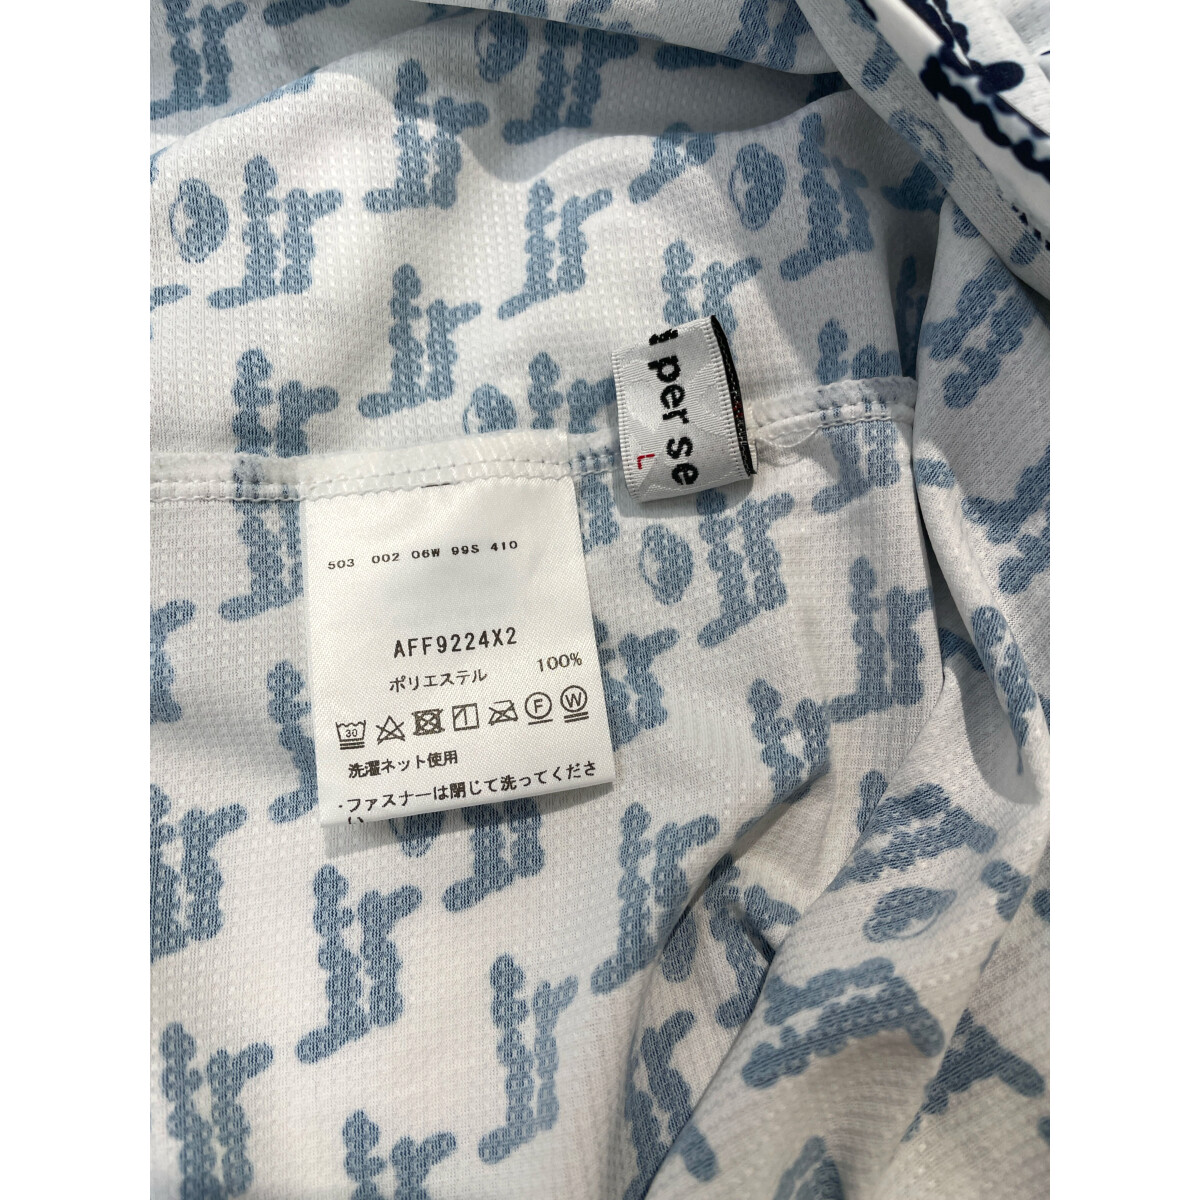 per se
L
503 002 06W 99S 410
AFF9224X2
ポリエステル 100%
30 F W
洗濯ネット使用
・ファスナーは閉じて洗ってくださ
い